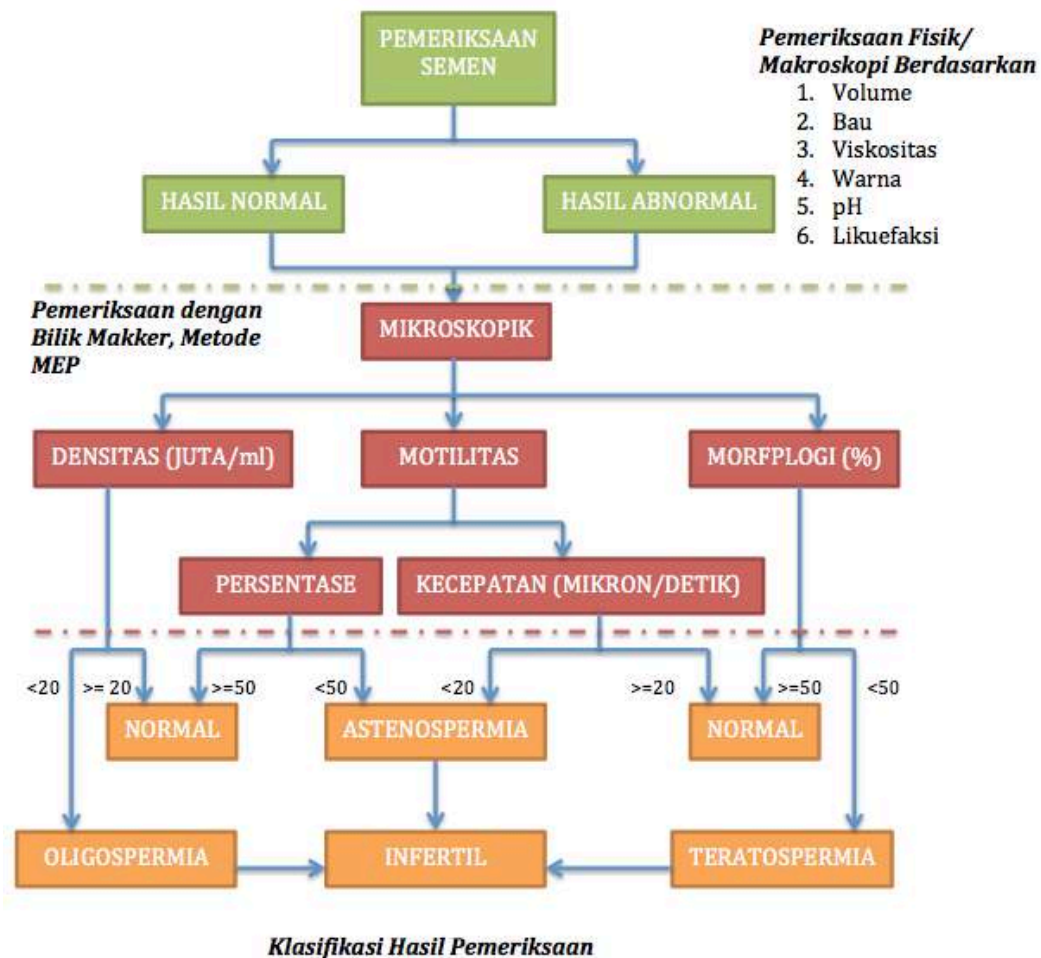 PEMERIKSAAN
SEMEN
Pemeriksaan Fisik/
Makroskopi Berdasarkan
1. Volume
2. Bau
3. Viskositas
4. Warna
5. pH
6. Likuefaksi
HASIL NORMAL
HASIL ABNORMAL
Pemeriksaan dengan
Bilik Makker, Metode
MEP
MIKROSKOPIK
DENSITAS (JUTA/ml)
MOTILITAS
MORFPLOGI (%)
PERSENTASE
KECEPATAN (MIKRON/DETIK)
<20
>= 20
>=50
<50
<20
>=20
>=50
<50
NORMAL
ASTENOSPERMIA
NORMAL
OLIGOSPERMIA
INFERTIL
TERATOSPERMIA
Klasifikasi Hasil Pemeriksaan